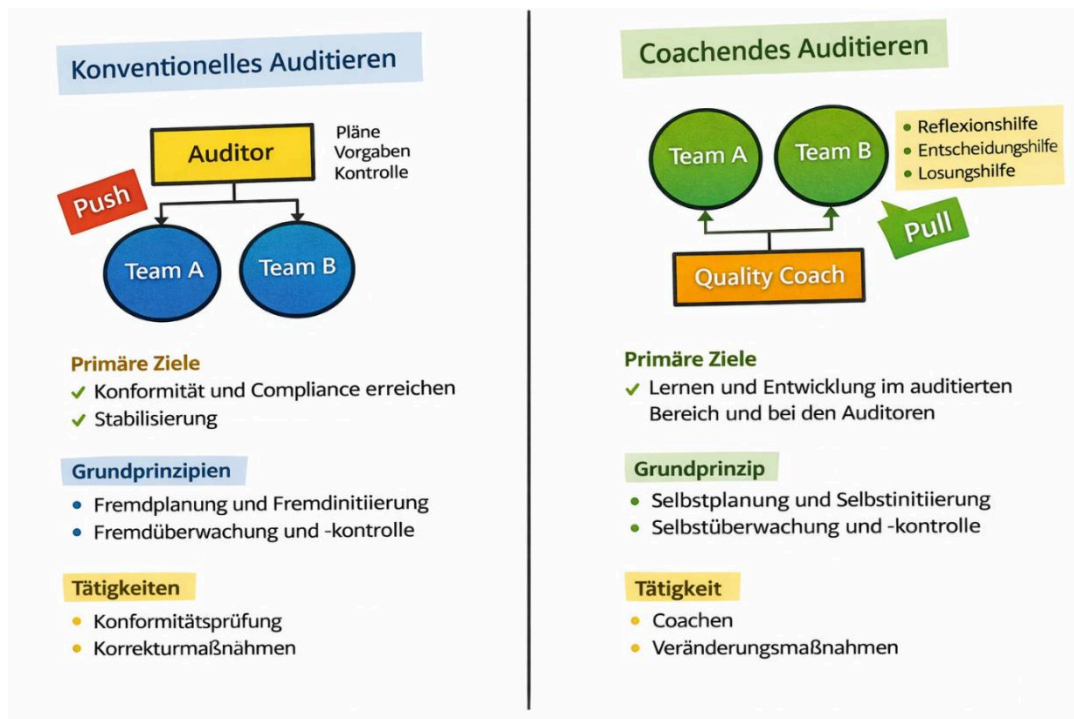 Konventionelles Auditieren
Auditor
Pläne
Vorgaben
Kontrolle
Push
Team A
Team B
Primäre Ziele
Konformität und Compliance erreichen
Stabilisierung
Grundprinzipien
Fremdplanung und Fremdinitiierung
Fremdüberwachung und -kontrolle
Tätigkeiten
Konformitätsprüfung
Korrekturmaßnahmen
Coachendes Auditieren
Team A
Team B
Reflexionshilfe
Entscheidungshilfe
Losungshilfe
Pull
Quality Coach
Primäre Ziele
Lernen und Entwicklung im auditierten
Bereich und bei den Auditoren
Grundprinzip
Selbstplanung und Selbstinitiierung
Selbstüberwachung und -kontrolle
Tätigkeit
Coachen
Veränderungsmaßnahmen